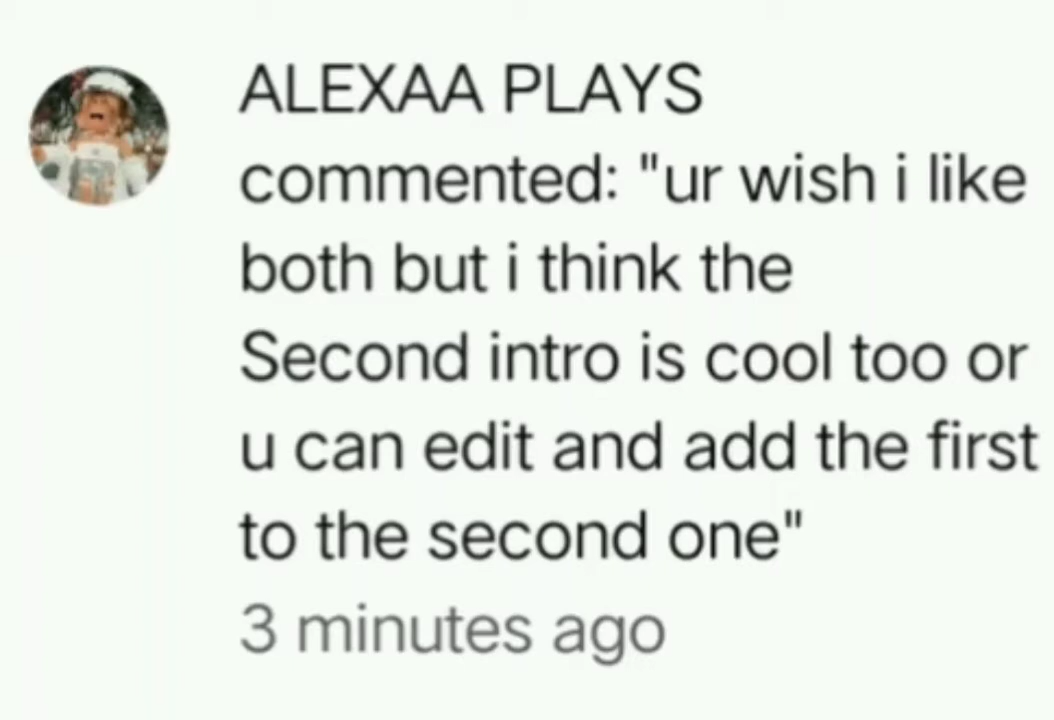 ALEXAA PLAYS
commented: "ur wish i like
both but i think the
Second intro is cool too or
u can edit and add the first
to the second one"
3 minutes ago